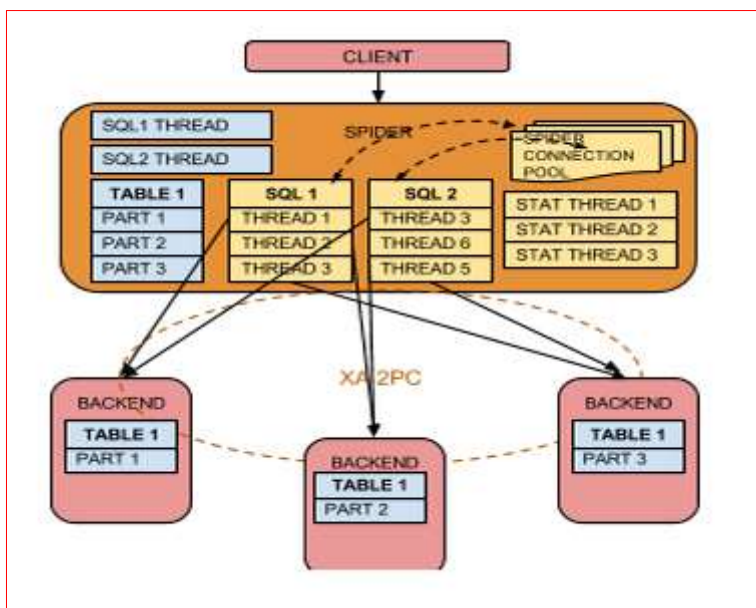 CLIENT
SQL1 THREAD
SQL2 THREAD
SPIDER
SPIDER
CONNECTION
POOL
TABLE 1
PART 1
PART 2
PART 3
SQL 1
THREAD 1
THREAD 2
THREAD 3
SQL 2
THREAD 3
THREAD 6
THREAD 5
STAT THREAD 1
STAT THREAD 2
STAT THREAD 3
XA 2PC
BACKEND
TABLE 1
PART 1
BACKEND
TABLE 1
PART 2
BACKEND
TABLE 1
PART 3